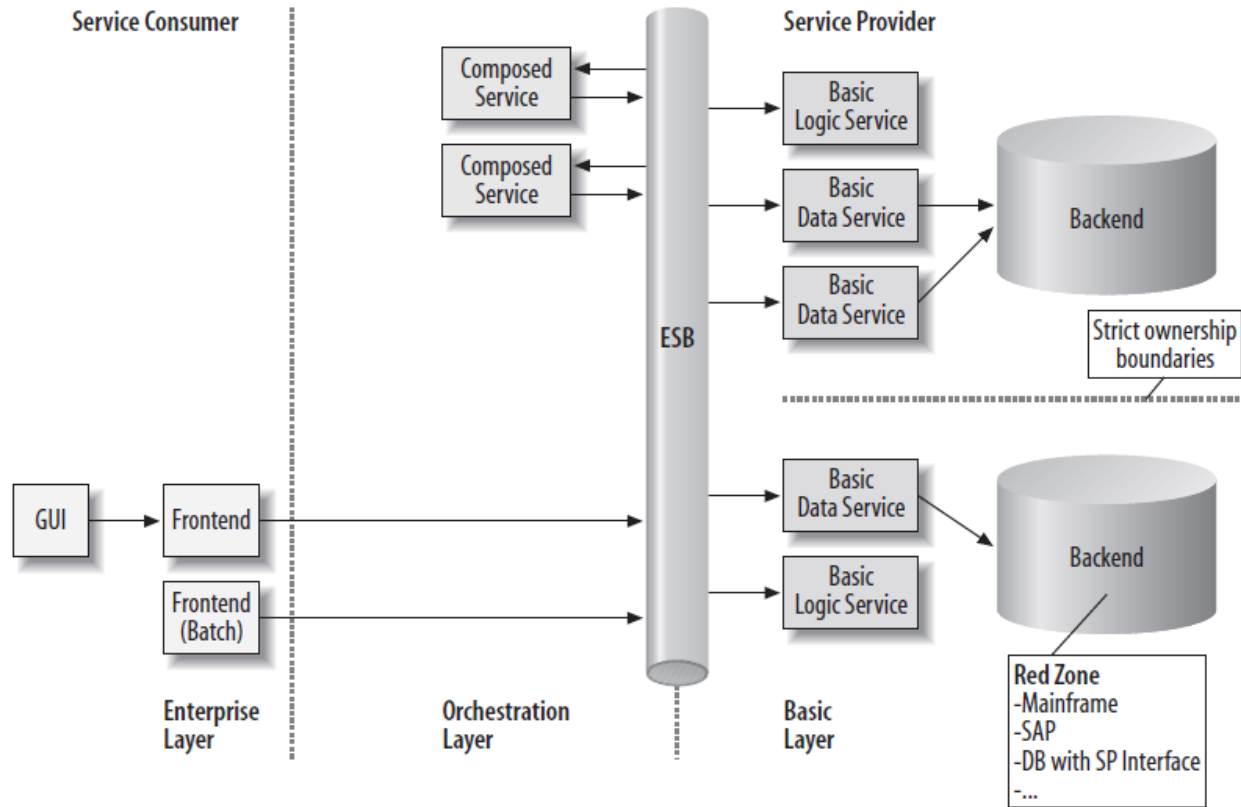 Service Consumer
Service Provider
Composed
Service
Composed
Service
Basic
Logic Service
Basic
Data Service
Basic
Data Service
Backend
ESB
Strict ownership
boundaries
GUI
Frontend
Frontend
(Batch)
Basic
Data Service
Basic
Logic Service
Backend
Red Zone
-Mainframe
-SAP
-DB with SP Interface
-...
Enterprise
Layer
Orchestration
Layer
Basic
Layer